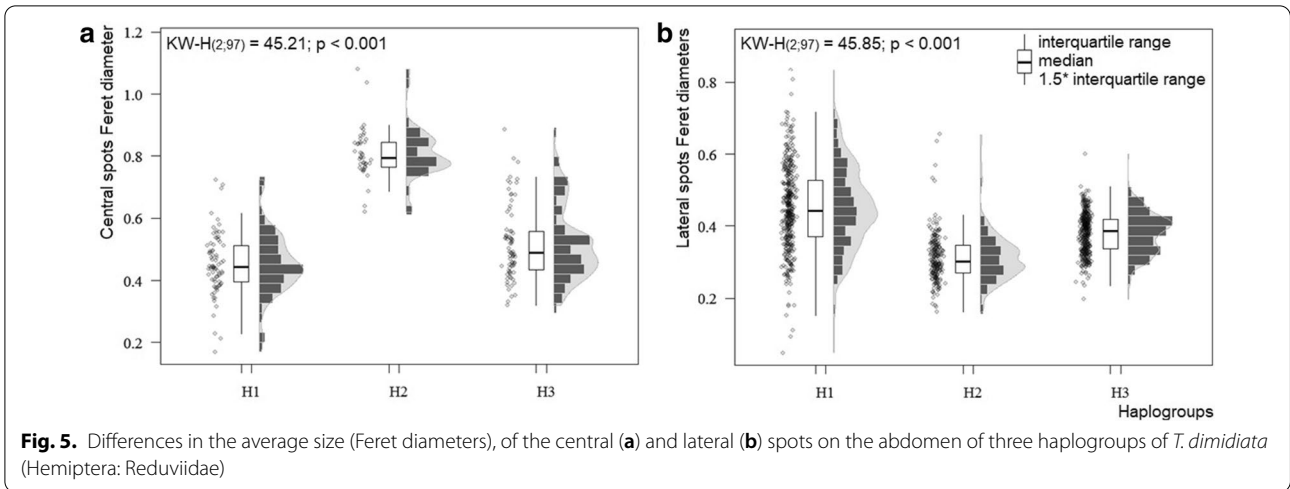 a
KW-H(2;97) = 45.21; p < 0.001
Central spots Feret diameter
1.2
1.0
0.8
0.6
0.4
0.2
H1
H2
H3
b
KW-H(2;97) = 45.85; p < 0.001
interquartile range
median
1.5* interquartile range
Lateral spots Feret diameters
0.8
0.6
0.4
0.2
H1
H2
H3
Haplogroups
Fig. 5. Differences in the average size (Feret diameters), of the central (a) and lateral (b) spots on the abdomen of three haplogroups of T. dimidiata
(Hemiptera: Reduviidae)